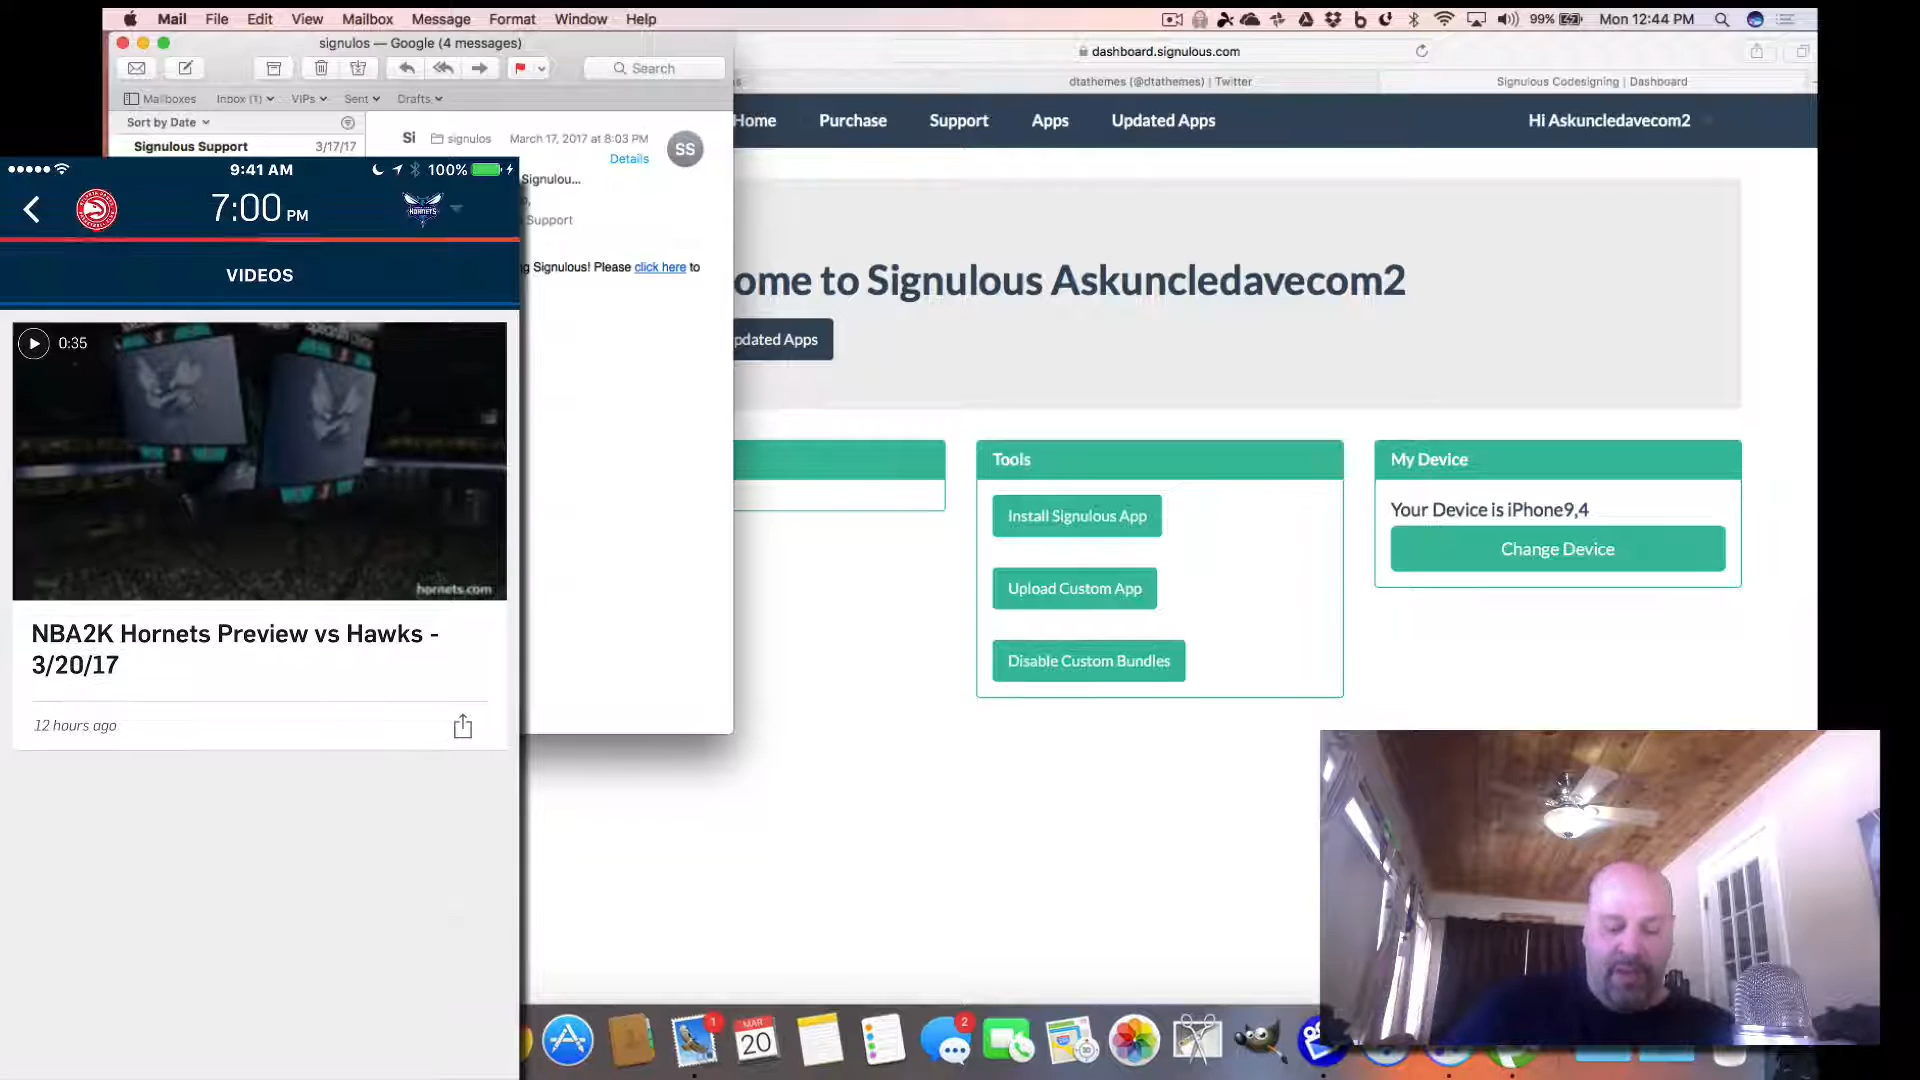 Mail File Edit View Mailbox Message Format Window Help
99% Mon 12:44 PM
signulos — Google (4 messages)
Search
Mailboxes Inbox (1) VIPs Sent Drafts
Sort by Date
Signulous Support 3/17/17
Si signulos March 17, 2017 at 8:03 PM
SS
Details
Signulou...
Support
g Signulous! Please click here to
dashboard.signulous.com
dtathemes (@dtathemes) | Twitter
Signulous Codesigning | Dashboard
Home Purchase Support Apps Updated Apps
Hi Askuncledavecom2
ome to Signulous Askuncledavecom2
pdated Apps
Tools
Install Signulous App
Upload Custom App
Disable Custom Bundles
My Device
Your Device is iPhone9,4
Change Device
9:41 AM
100%
HORNETS
7:00 PM
VIDEOS
0:35
hornets.com
NBA2K Hornets Preview vs Hawks -
3/20/17
12 hours ago
1
MAR
20
2